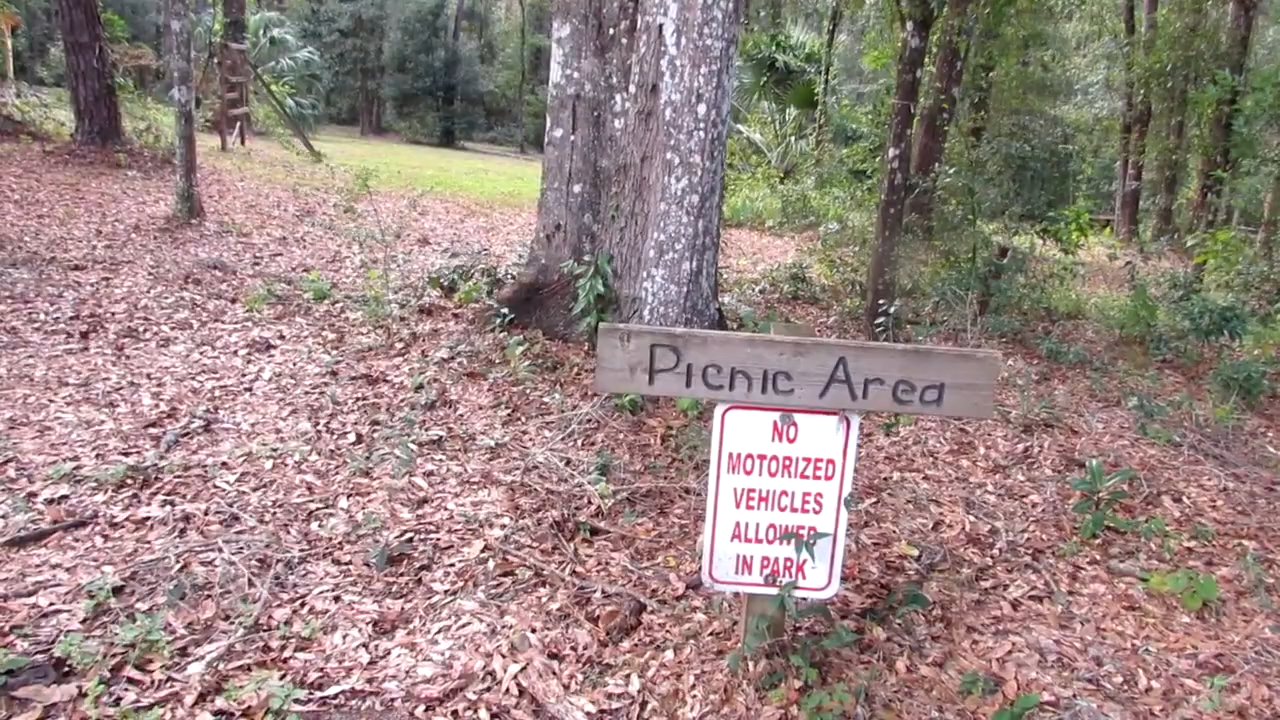 Picnic Area
NO
MOTORIZED
VEHICLES
ALLOWED
IN PARK